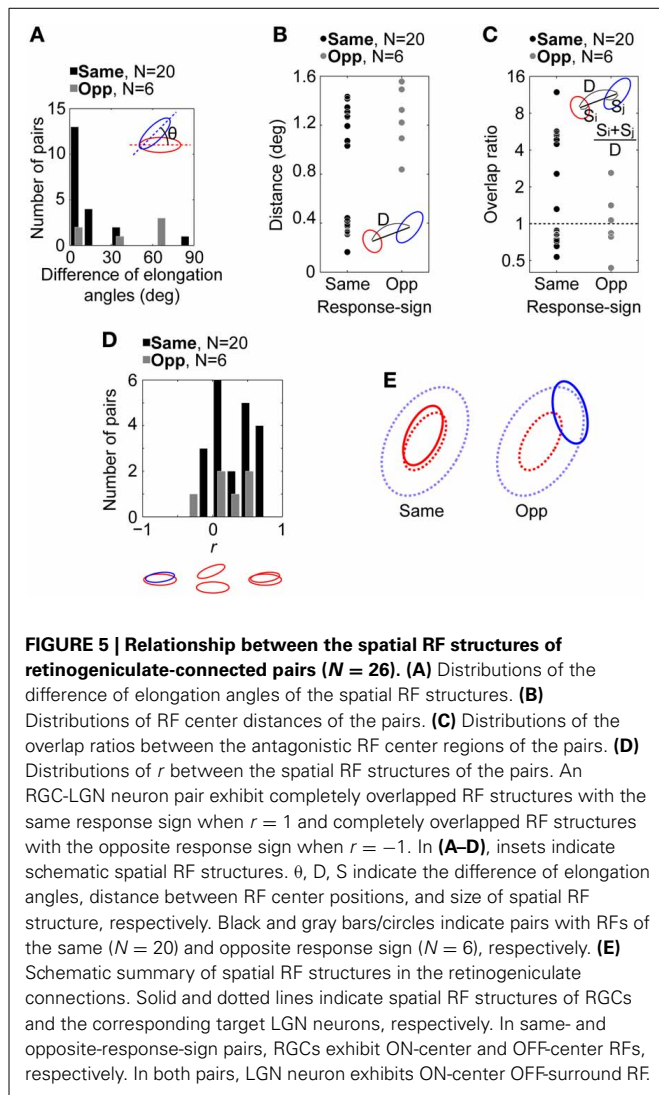 A
Same, N=20
Opp, N=6
15
10
5
0
Number of pairs
θ
0 30 60 90
Difference of elongation
angles (deg)
B
Same, N=20
Opp, N=6
1.6
1.2
0.8
0.4
0
Distance (deg)
D
Same Opp
Response-sign
C
Same, N=20
Opp, N=6
16
8
4
2
1
0.5
Overlap ratio
D
Si
Sj
Si+Sj
D
Same Opp
Response-sign
D
Same, N=20
Opp, N=6
6
4
2
0
Number of pairs
−1 0 1
r
E
Same Opp
FIGURE 5 | Relationship between the spatial RF structures of
retinogeniculate-connected pairs (N = 26). (A) Distributions of the
difference of elongation angles of the spatial RF structures. (B)
Distributions of RF center distances of the pairs. (C) Distributions of the
overlap ratios between the antagonistic RF center regions of the pairs. (D)
Distributions of r between the spatial RF structures of the pairs. An
RGC-LGN neuron pair exhibit completely overlapped RF structures with the
same response sign when r = 1 and completely overlapped RF structures
with the opposite response sign when r = −1. In (A–D), insets indicate
schematic spatial RF structures. θ, D, S indicate the difference of elongation
angles, distance between RF center positions, and size of spatial RF
structure, respectively. Black and gray bars/circles indicate pairs with RFs of
the same (N = 20) and opposite response sign (N = 6), respectively. (E)
Schematic summary of spatial RF structures in the retinogeniculate
connections. Solid and dotted lines indicate spatial RF structures of RGCs
and the corresponding target LGN neurons, respectively. In same- and
opposite-response-sign pairs, RGCs exhibit ON-center and OFF-center RFs,
respectively. In both pairs, LGN neuron exhibits ON-center OFF-surround RF.